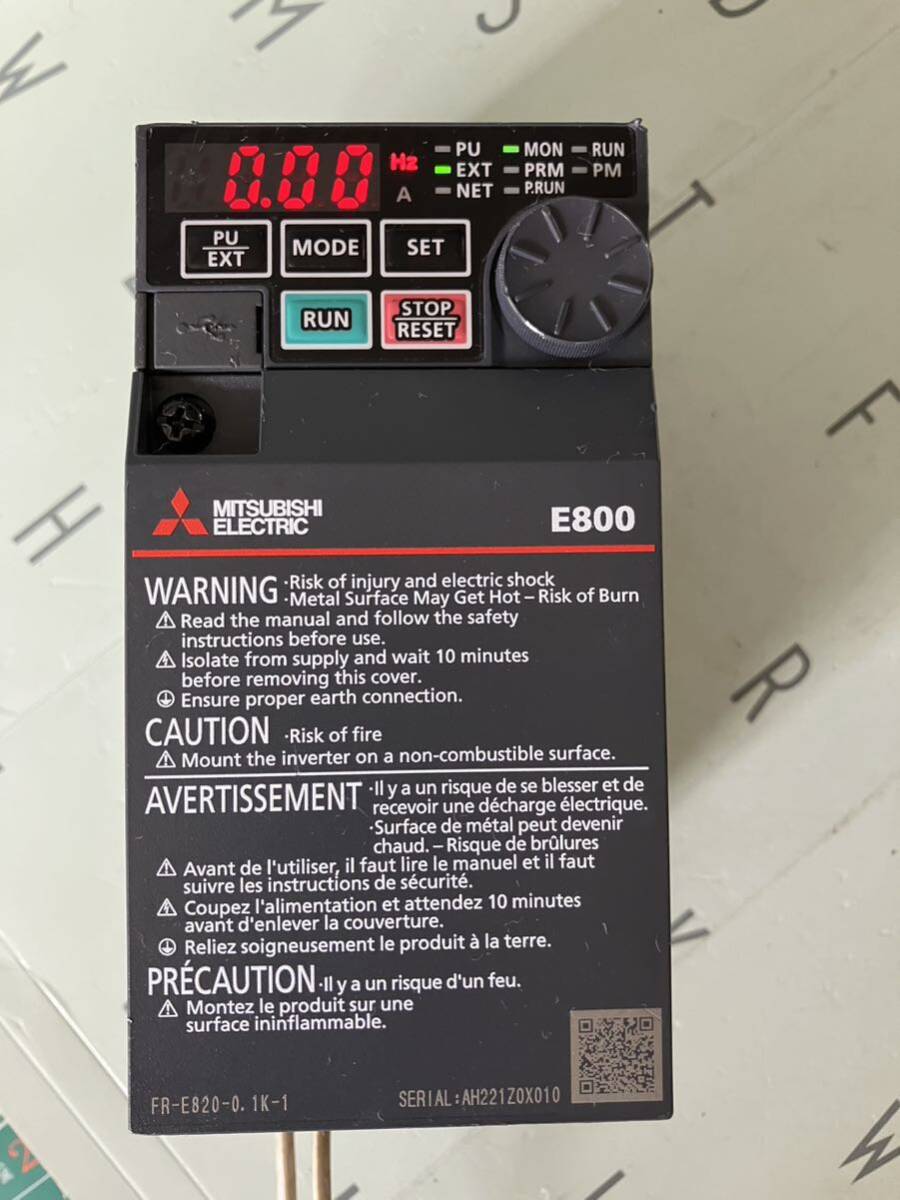 W
M
J
0.00 Hz
A
PU MON RUN
EXT PRM PM
NET P.RUN
PU
EXT
MODE
SET
RUN
STOP
RESET
T
F
H
R
MITSUBISHI
ELECTRIC
E800
WARNING ·Risk of injury and electric shock
·Metal Surface May Get Hot – Risk of Burn
Read the manual and follow the safety
instructions before use.
Isolate from supply and wait 10 minutes
before removing this cover.
Ensure proper earth connection.
CAUTION ·Risk of fire
Mount the inverter on a non-combustible surface.
AVERTISSEMENT ·Il y a un risque de se blesser et de
recevoir une décharge électrique.
·Surface de métal peut devenir
chaud. – Risque de brûlures
Avant de l'utiliser, il faut lire le manuel et il faut
suivre les instructions de sécurité.
Coupez l'alimentation et attendez 10 minutes
avant d'enlever la couverture.
Reliez soigneusement le produit à la terre.
PRÉCAUTION ·Il y a un risque d'un feu.
Montez le produit sur une
surface ininflammable.
FR-E820-0.1K-1
SERIAL:AH221Z0X010
W
2